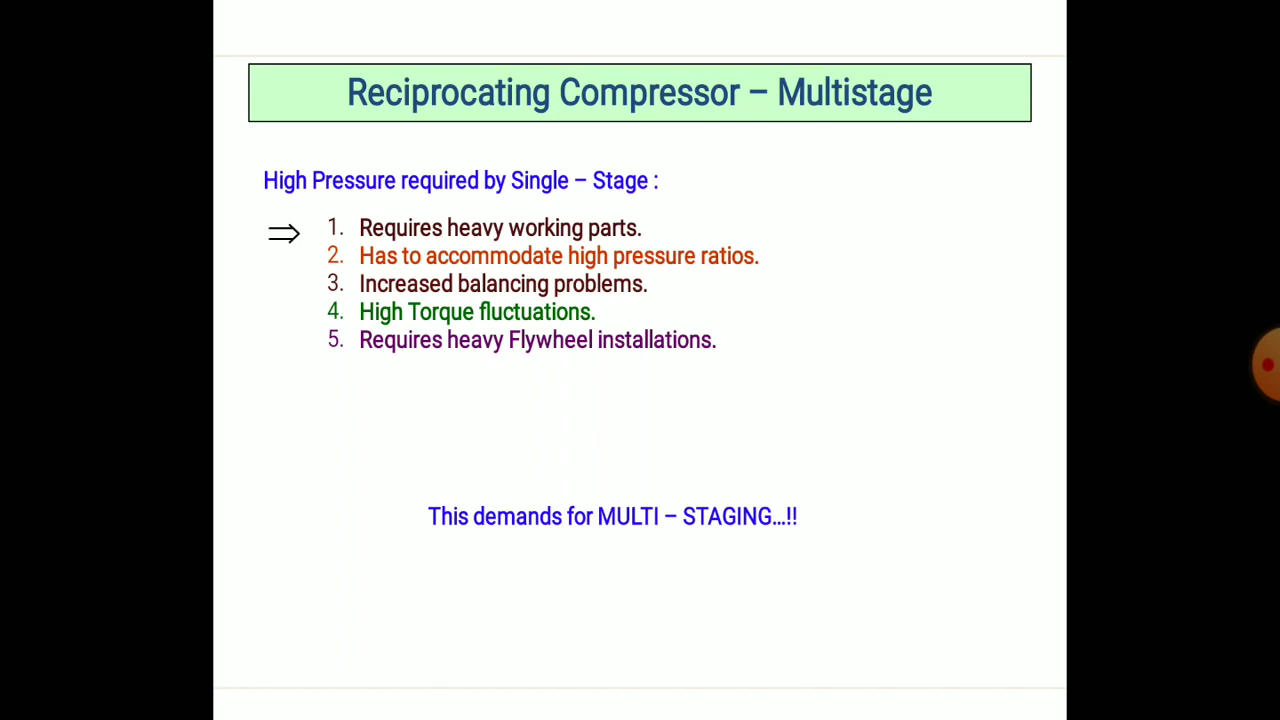 Reciprocating Compressor – Multistage
High Pressure required by Single – Stage :
⇒ 1. Requires heavy working parts.
2. Has to accommodate high pressure ratios.
3. Increased balancing problems.
4. High Torque fluctuations.
5. Requires heavy Flywheel installations.
This demands for MULTI – STAGING...!!